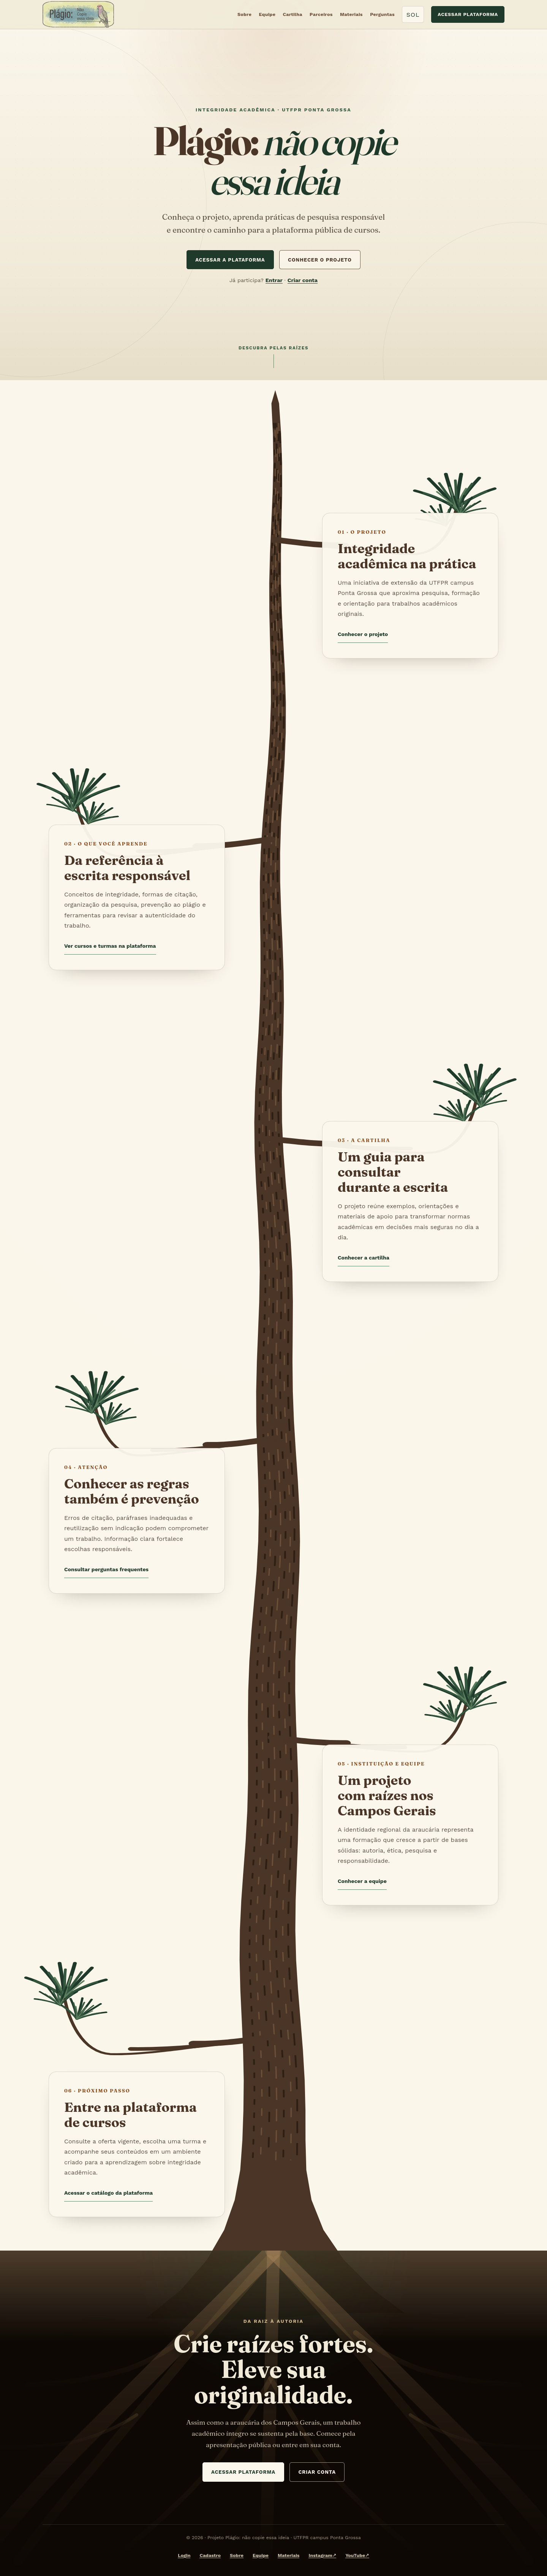 Plágio: não copie essa ideia
Sobre Equipe Cartilha Parceiros Materiais Perguntas SOL ACESSAR PLATAFORMA
INTEGRIDADE ACADÊMICA · UTFPR PONTA GROSSA
Plágio: não copie
essa ideia
Conheça o projeto, aprenda práticas de pesquisa responsável
e encontre o caminho para a plataforma pública de cursos.
ACESSAR A PLATAFORMA CONHECER O PROJETO
Já participa? Entrar · Criar conta
DESCUBRA PELAS RAÍZES
01 · O PROJETO
Integridade
acadêmica na prática
Uma iniciativa de extensão da UTFPR campus
Ponta Grossa que aproxima pesquisa, formação
e orientação para trabalhos acadêmicos
originais.
Conhecer o projeto
02 · O QUE VOCÊ APRENDE
Da referência à
escrita responsável
Conceitos de integridade, formas de citação,
organização da pesquisa, prevenção ao plágio e
ferramentas para revisar a autenticidade do
trabalho.
Ver cursos e turmas na plataforma
03 · A CARTILHA
Um guia para
consultar
durante a escrita
O projeto reúne exemplos, orientações e
materiais de apoio para transformar normas
acadêmicas em decisões mais seguras no dia a
dia.
Conhecer a cartilha
04 · ATENÇÃO
Conhecer as regras
também é prevenção
Erros de citação, paráfrases inadequadas e
reutilização sem indicação podem comprometer
um trabalho. Informação clara fortalece
escolhas responsáveis.
Consultar perguntas frequentes
05 · INSTITUIÇÃO E EQUIPE
Um projeto
com raízes nos
Campos Gerais
A identidade regional da araucária representa
uma formação que cresce a partir de bases
sólidas: autoria, ética, pesquisa e
responsabilidade.
Conhecer a equipe
06 · PRÓXIMO PASSO
Entre na plataforma
de cursos
Consulte a oferta vigente, escolha uma turma e
acompanhe seus conteúdos em um ambiente
criado para a aprendizagem sobre integridade
acadêmica.
Acessar o catálogo da plataforma
DA RAIZ À AUTORIA
Crie raízes fortes.
Eleve sua
originalidade.
Assim como a araucária dos Campos Gerais, um trabalho
acadêmico íntegro se sustenta pela base. Comece pela
apresentação pública ou entre em sua conta.
ACESSAR PLATAFORMA CRIAR CONTA
© 2026 · Projeto Plágio: não copie essa ideia · UTFPR campus Ponta Grossa
Login Cadastro Sobre Equipe Materiais Instagram↗ YouTube↗